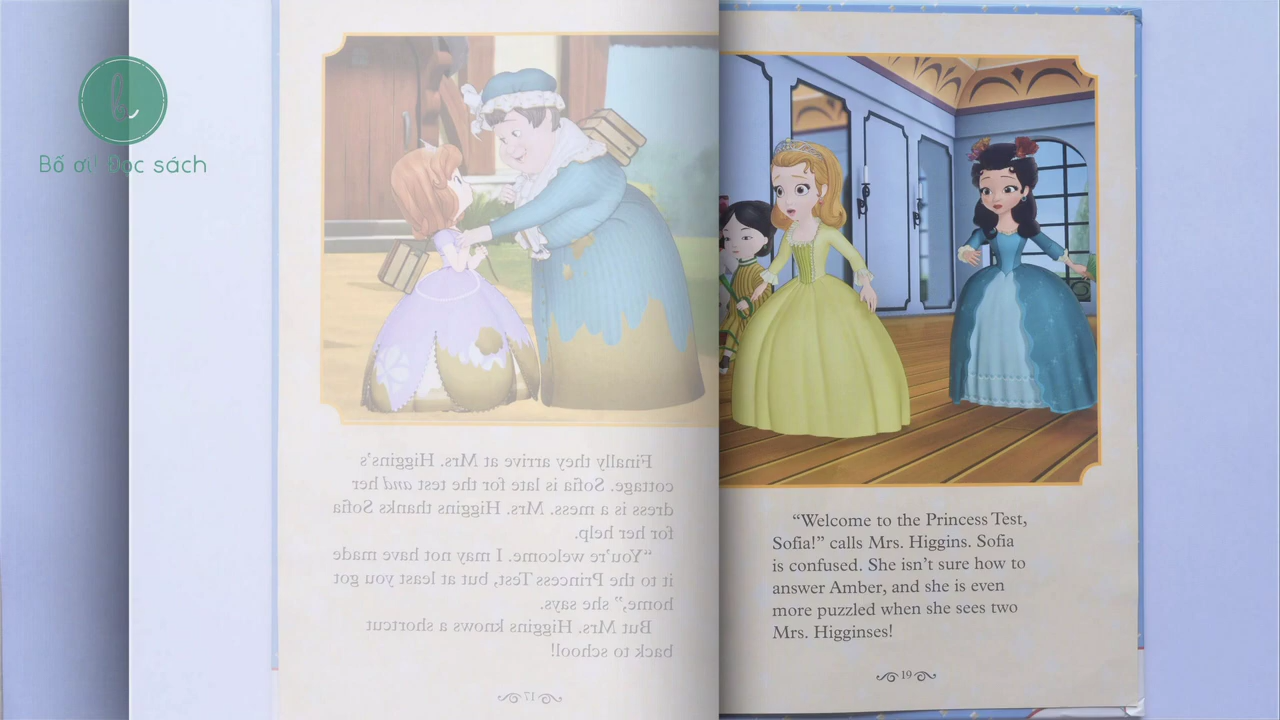 Bố ơi! Đọc sách
Finally they arrive at Mrs. Higgins's
cottage. Sofia is late for the test and her
dress is a mess. Mrs. Higgins thanks Sofia
for her help.
"You're welcome. I may not have made
it to the Princess Test, but at least you got
home," she says.
But Mrs. Higgins knows a shortcut
back to school!
17
"Welcome to the Princess Test,
Sofia!" calls Mrs. Higgins. Sofia
is confused. She isn't sure how to
answer Amber, and she is even
more puzzled when she sees two
Mrs. Higginses!
19